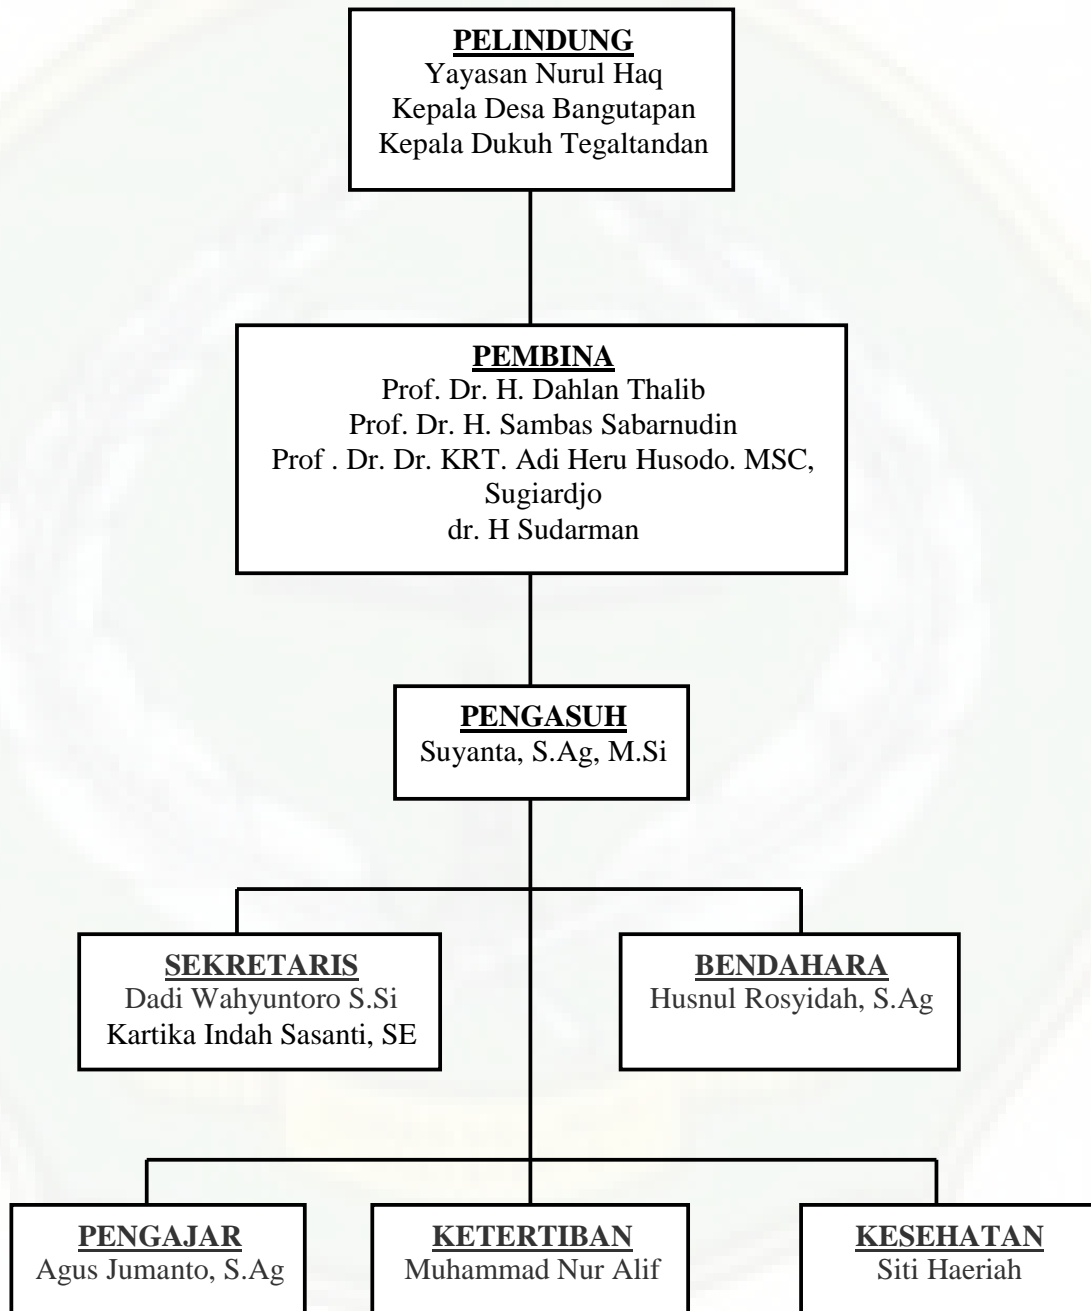 PELINDUNG
Yayasan Nurul Haq
Kepala Desa Bangutapan
Kepala Dukuh Tegaltandan
PEMBINA
Prof. Dr. H. Dahlan Thalib
Prof. Dr. H. Sambas Sabarnudin
Prof . Dr. Dr. KRT. Adi Heru Husodo. MSC,
Sugiardjo
dr. H Sudarman
PENGASUH
Suyanta, S.Ag, M.Si
SEKRETARIS
Dadi Wahyuntoro S.Si
Kartika Indah Sasanti, SE
BENDAHARA
Husnul Rosyidah, S.Ag
PENGAJAR
Agus Jumanto, S.Ag
KETERTIBAN
Muhammad Nur Alif
KESEHATAN
Siti Haeriah